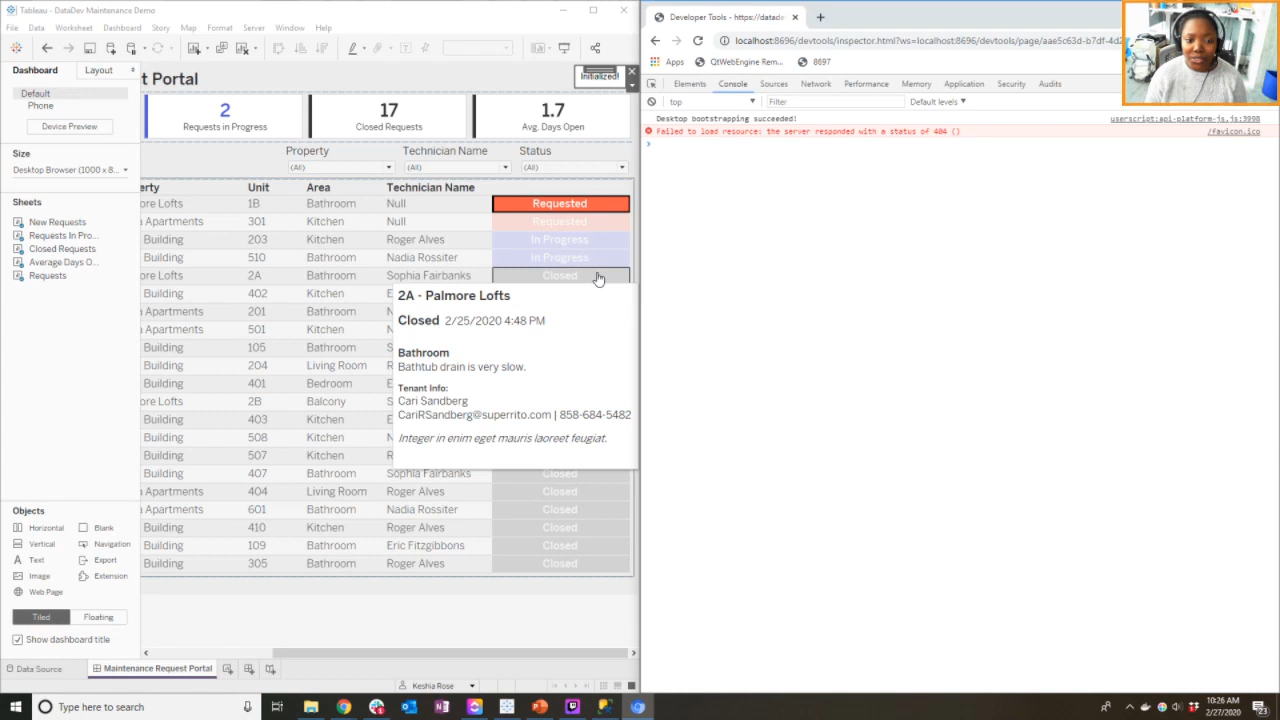 Tableau - DataDev Maintenance Demo
File Data Worksheet Dashboard Story Map Format Server Window Help
Dashboard Layout
Default
Phone
Device Preview
Size
Desktop Browser (1000 x 8...
Sheets
New Requests
Requests In Pro...
Closed Requests
Average Days O...
Requests
Objects
Horizontal Blank
Vertical Navigation
Text Export
Image Extension
Web Page
Tiled Floating
Show dashboard title
t Portal
Initialized!
2 17 1.7
Requests in Progress Closed Requests Avg. Days Open
Property Technician Name Status
(All) (All) (All)
erty Unit Area Technician Name
ore Lofts 1B Bathroom Null Requested
Apartments 301 Kitchen Null Requested
Building 203 Kitchen Roger Alves In Progress
Building 510 Bathroom Nadia Rossiter In Progress
ore Lofts 2A Bathroom Sophia Fairbanks Closed
Building 402 Kitchen
Apartments 201 Bathroom
Apartments 501 Kitchen
Building 105 Bathroom
Building 204 Living Room
Building 401 Bedroom
ore Lofts 2B Balcony
Building 403 Kitchen
Building 508 Kitchen
Building 507 Kitchen
Building 407 Bathroom Sophia Fairbanks Closed
Apartments 404 Living Room Roger Alves Closed
Apartments 601 Bathroom Nadia Rossiter Closed
Building 410 Kitchen Roger Alves Closed
Building 109 Bathroom Eric Fitzgibbons Closed
Building 305 Bathroom Roger Alves Closed
2A - Palmore Lofts
Closed 2/25/2020 4:48 PM
Bathroom
Bathtub drain is very slow.
Tenant Info:
Cari Sandberg
CariRSandberg@superrito.com | 858-684-5482
Integer in enim eget mauris laoreet feugiat.
Data Source Maintenance Request Portal
Keshia Rose
Developer Tools - https://datade
localhost:8696/devtools/inspector.html?ws=localhost:8696/devtools/page/aae5c63d-b7df-4d2
Apps QtWebEngine Rem... 8697
Elements Console Sources Network Performance Memory Application Security Audits
top Filter Default levels
Desktop bootstrapping succeeded! userscript:api-platform-js.js:3998
Failed to load resource: the server responded with a status of 404 () /favicon.ico
Type here to search
10:26 AM
2/27/2020
23